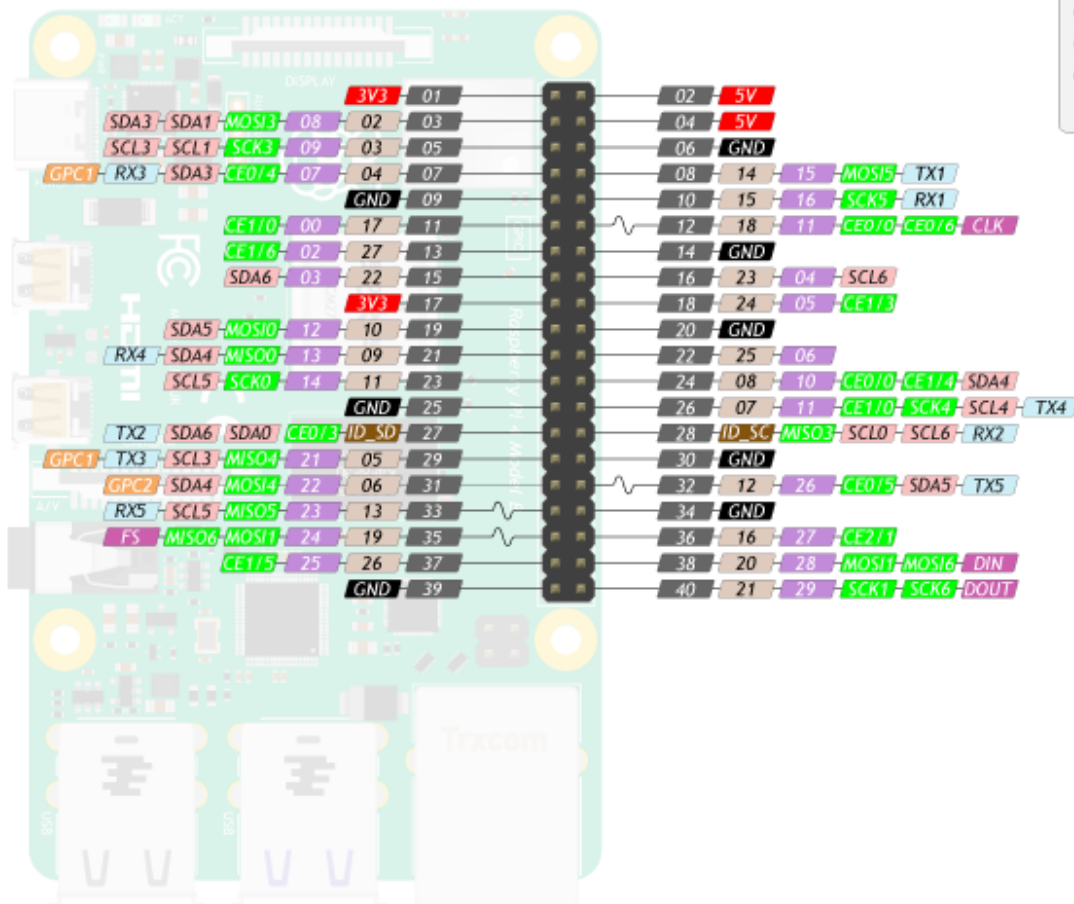 DISPLAY
3V3 01 02 5V
SDA3 SDA1 MOSI3 08 02 03 04 5V
SCL3 SCL1 SCK3 09 03 05 06 GND
GPC1 RX3 SDA3 CE0/4 07 04 07 08 14 15 MOSI5 TX1
GND 09 10 15 16 SCK5 RX1
CE1/0 00 17 11 12 18 11 CE0/0 CE0/6 CLK
CE1/6 02 27 13 14 GND
SDA6 03 22 15 16 23 04 SCL6
3V3 17 18 24 05 CE1/3
SDA5 MOSI0 12 10 19 20 GND
RX4 SDA4 MISO0 13 09 21 22 25 06
SCL5 SCK0 14 11 23 24 08 10 CE0/0 CE1/4 SDA4
GND 25 26 07 11 CE1/0 SCK4 SCL4 TX4
TX2 SDA6 SDA0 CE0/3 ID_SD 27 28 ID_SC MISO3 SCL0 SCL6 RX2
GPC1 TX3 SCL3 MISO4 21 05 29 30 GND
GPC2 SDA4 MOSI4 22 06 31 32 12 26 CE0/5 SDA5 TX5
RX5 SCL5 MISO5 23 13 33 34 GND
FS MISO6 MOSI1 24 19 35 36 16 27 CE2/1
CE1/5 25 26 37 38 20 28 MOSI1 MOSI6 DIN
GND 39 40 21 29 SCK1 SCK6 DOUT
HDMI
A/V
Trxcom
USB
USB